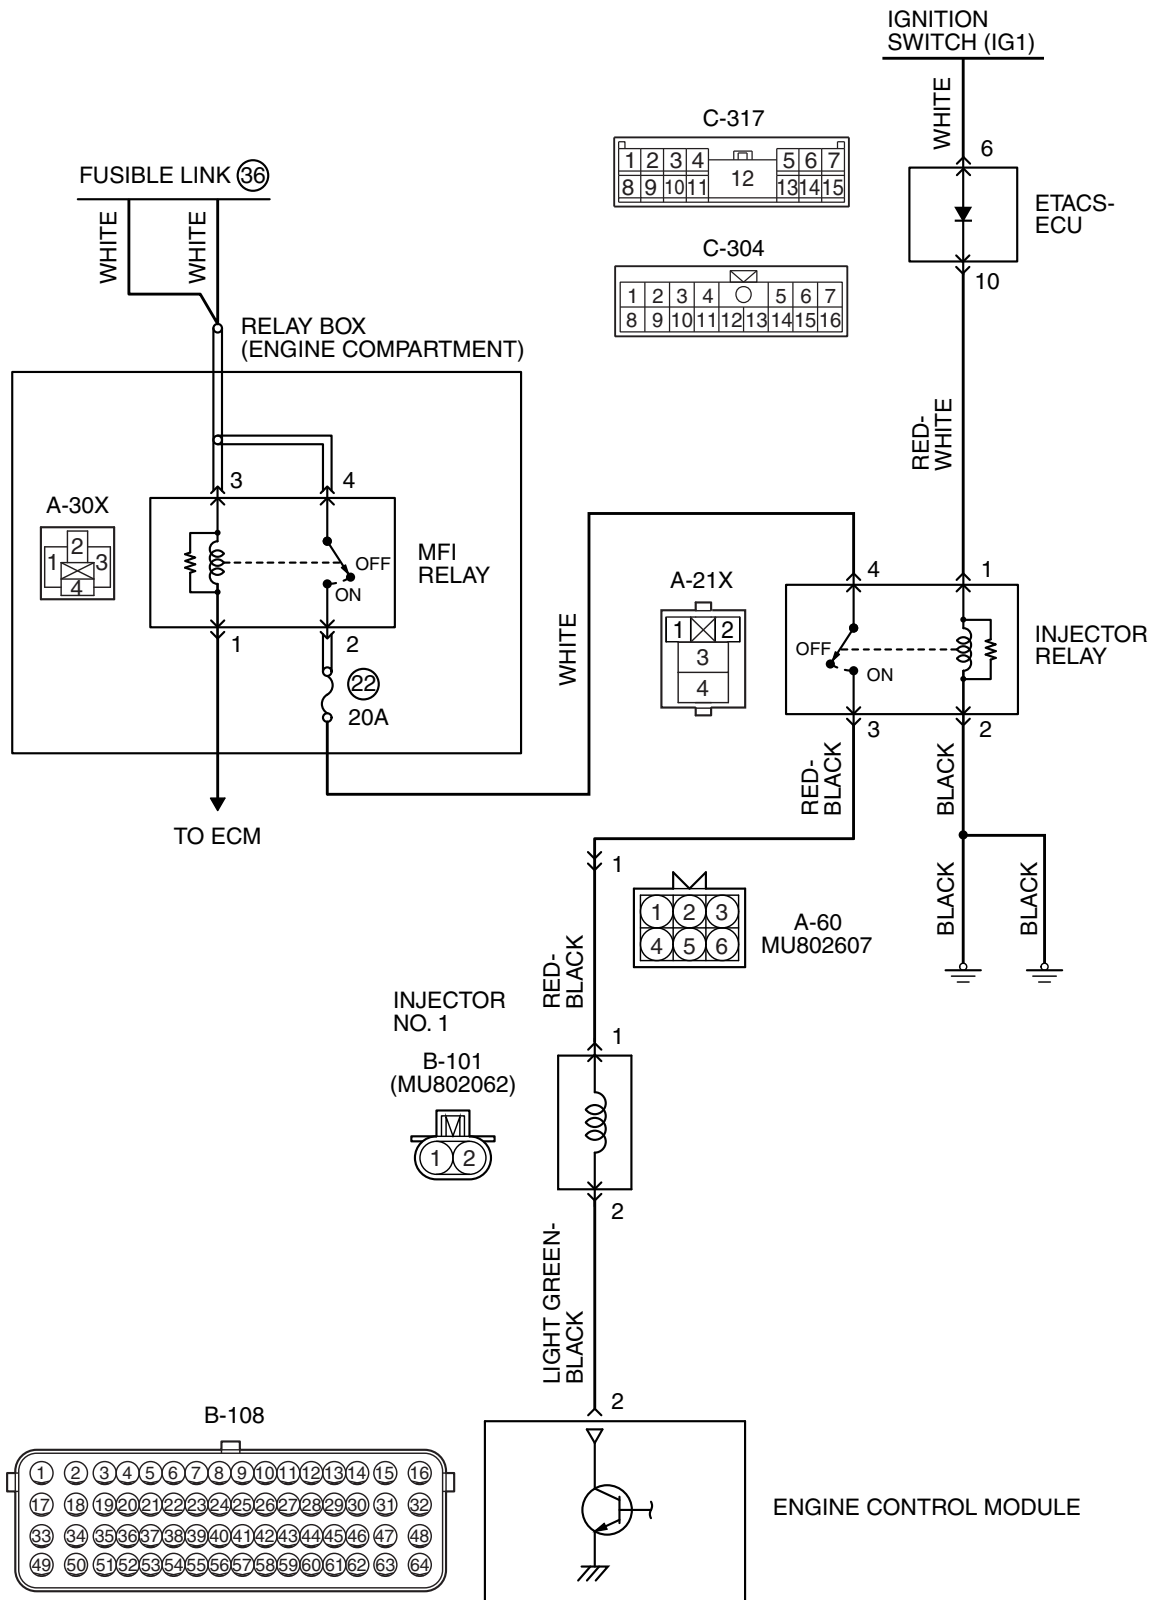 IGNITION
SWITCH (IG1)
WHITE
6
ETACS-
ECU
10
C-317
1 2 3 4 5 6 7
8 9 10 11 12 13 14 15
C-304
1 2 3 4 5 6 7
8 9 10 11 12 13 14 15 16
FUSIBLE LINK 36
WHITE
WHITE
RELAY BOX
(ENGINE COMPARTMENT)
RED-
WHITE
3
4
A-30X
2
1 3
4
OFF
ON
MFI
RELAY
1
2
22
20A
TO ECM
WHITE
A-21X
1 2
3
4
4
1
OFF
ON
INJECTOR
RELAY
3
2
RED-
BLACK
BLACK
BLACK
BLACK
1
1 2 3
4 5 6
A-60
MU802607
RED-
BLACK
INJECTOR
NO. 1
B-101
(MU802062)
1 2
1
2
LIGHT GREEN-
BLACK
2
ENGINE CONTROL MODULE
B-108
1 2 3 4 5 6 7 8 9 10 11 12 13 14 15 16
17 18 19 20 21 22 23 24 25 26 27 28 29 30 31 32
33 34 35 36 37 38 39 40 41 42 43 44 45 46 47 48
49 50 51 52 53 54 55 56 57 58 59 60 61 62 63 64